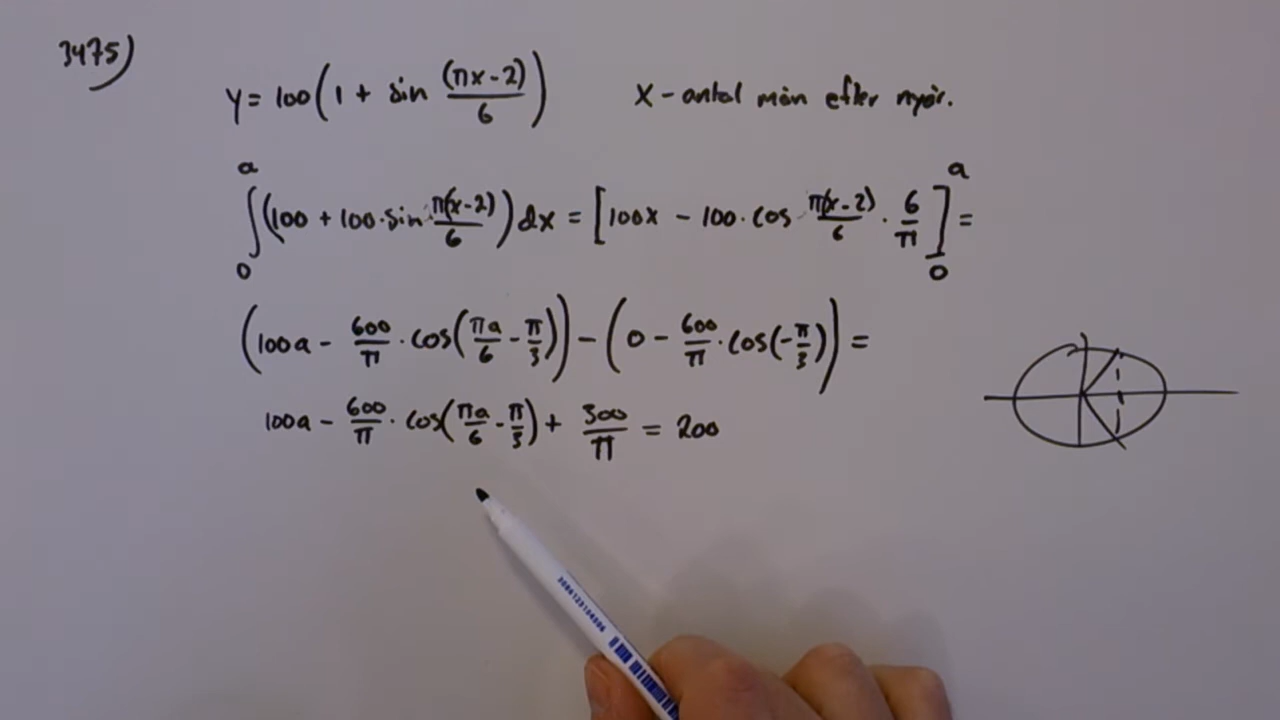 3475)
y = 100(1 + sin (πx-2)/6) x - antal mån efter nyår.
∫₀ᵃ (100 + 100·sin π(x-2)/6) dx = [100x - 100·cos π(x-2)/6 · 6/π]₀ᵃ =
(100a - 600/π · cos(πa/6 - π/3)) - (0 - 600/π · cos(-π/3)) =
100a - 600/π · cos(πa/6 - π/3) + 300/π = 200